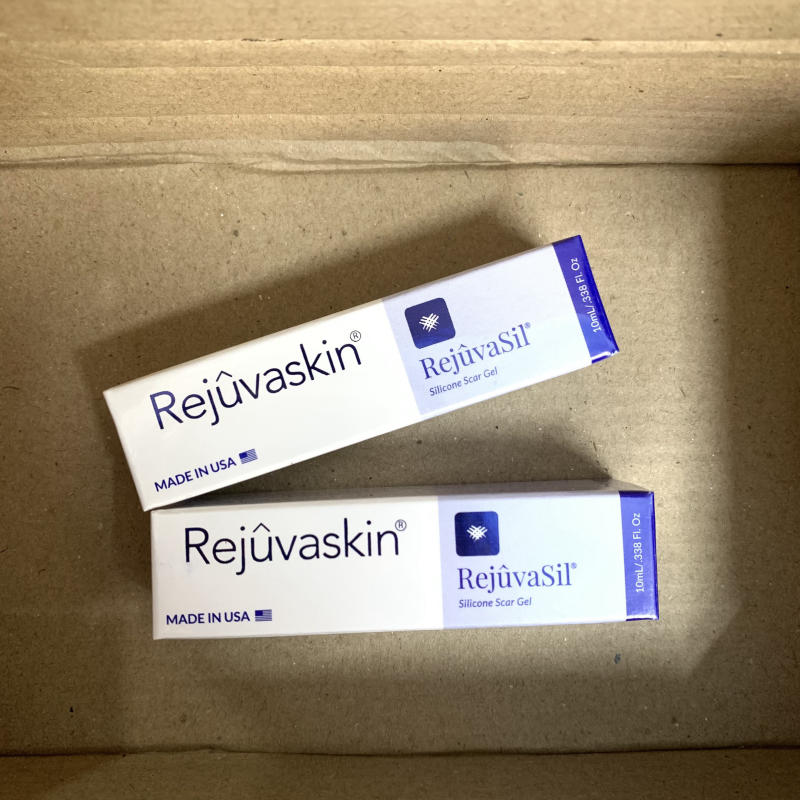 Rejûvaskin®
MADE IN USA
RejûvaSil®
Silicone Scar Gel
10mL/.338 Fl. Oz
Rejûvaskin®
MADE IN USA
RejûvaSil®
Silicone Scar Gel
10mL/.338 Fl. Oz